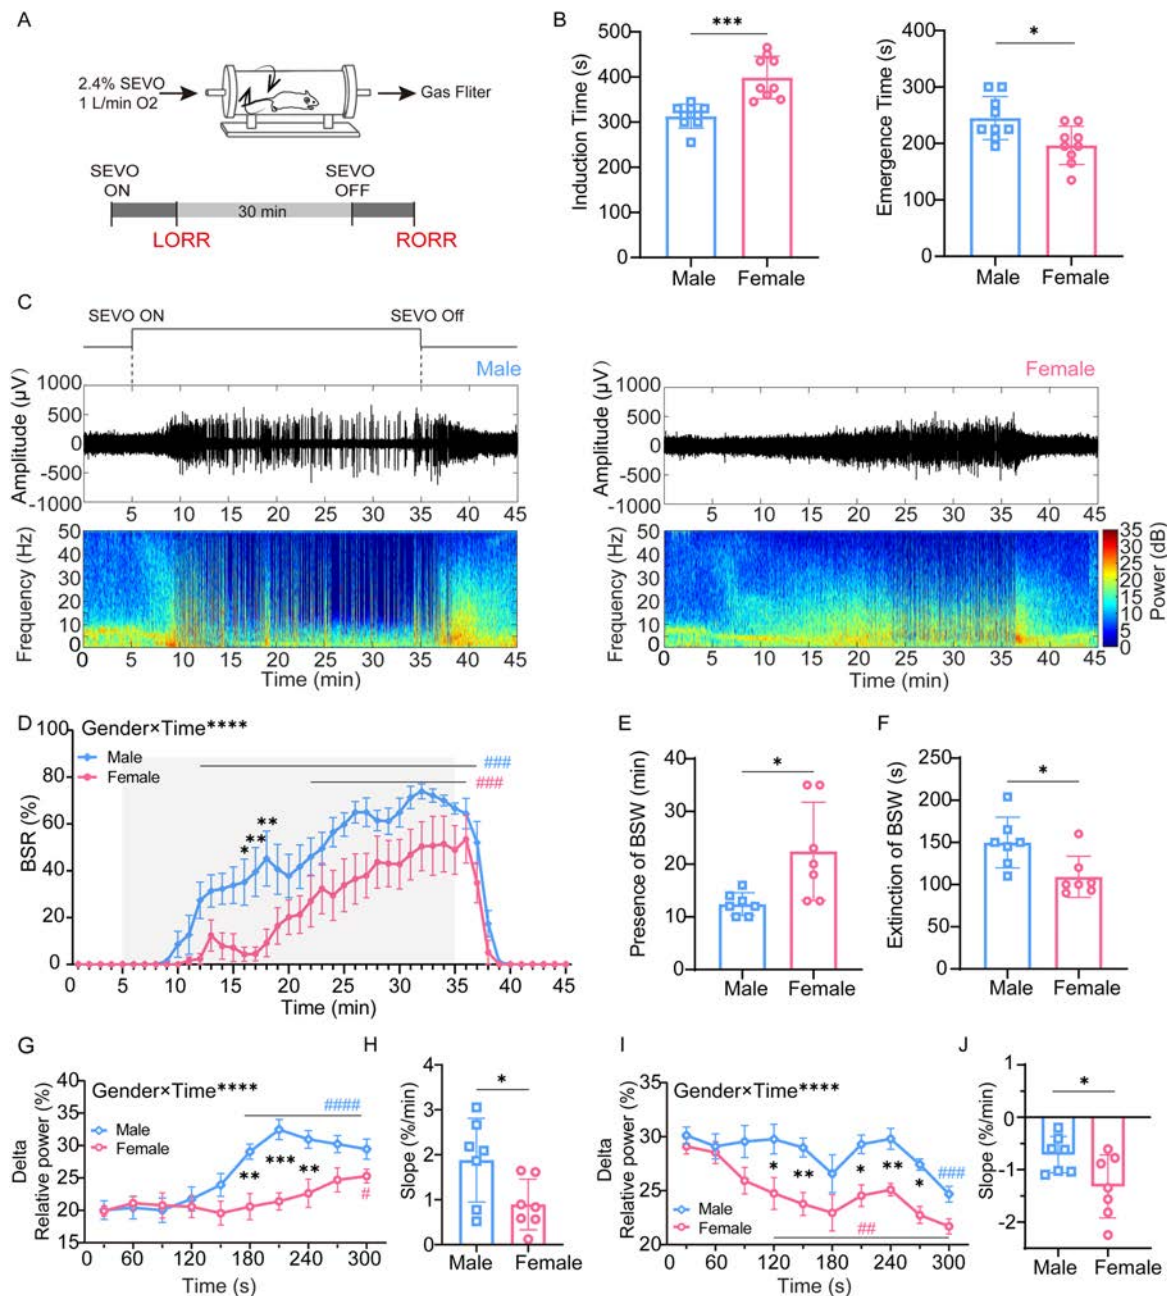 A
2.4% SEVO
1 L/min O2
Gas Fliter
SEVO
ON
SEVO
OFF
30 min
LORR
RORR
B
Induction Time (s)
500
400
300
200
100
0
***
Male
Female
Emergence Time (s)
400
300
200
100
0
*
Male
Female
C
SEVO ON
SEVO Off
Male
Amplitude (μV)
1000
500
0
-500
-1000
5 10 15 20 25 30 35 40 45
Frequency (Hz)
50
40
30
20
10
0
0 5 10 15 20 25 30 35 40 45
Time (min)
Female
Amplitude (μV)
1000
500
0
-500
-1000
5 10 15 20 25 30 35 40 45
Frequency (Hz)
50
40
30
20
10
0
0 5 10 15 20 25 30 35 40 45
Time (min)
35
30
25
20
15
10
5
0
Power (dB)
D
Gender×Time****
Male
Female
###
###
BSR (%)
100
80
60
40
20
0
*
**
**
0 5 10 15 20 25 30 35 40 45
Time (min)
E
Presence of BSW (min)
40
30
20
10
0
*
Male
Female
F
Extinction of BSW (s)
250
200
150
100
50
0
*
Male
Female
G
Gender×Time****
Male
Female
####
Delta
Relative power (%)
40
35
30
25
20
15
** *** **
#
0 60 120 180 240 300
Time (s)
H
Slope (%/min)
4
3
2
1
0
*
Male
Female
I
Gender×Time****
Delta
Relative power (%)
35
30
25
20
* ** * ** *
###
##
Male
Female
0 60 120 180 240 300
Time (s)
J
Slope (%/min)
1
0
-1
-2
*
Male
Female